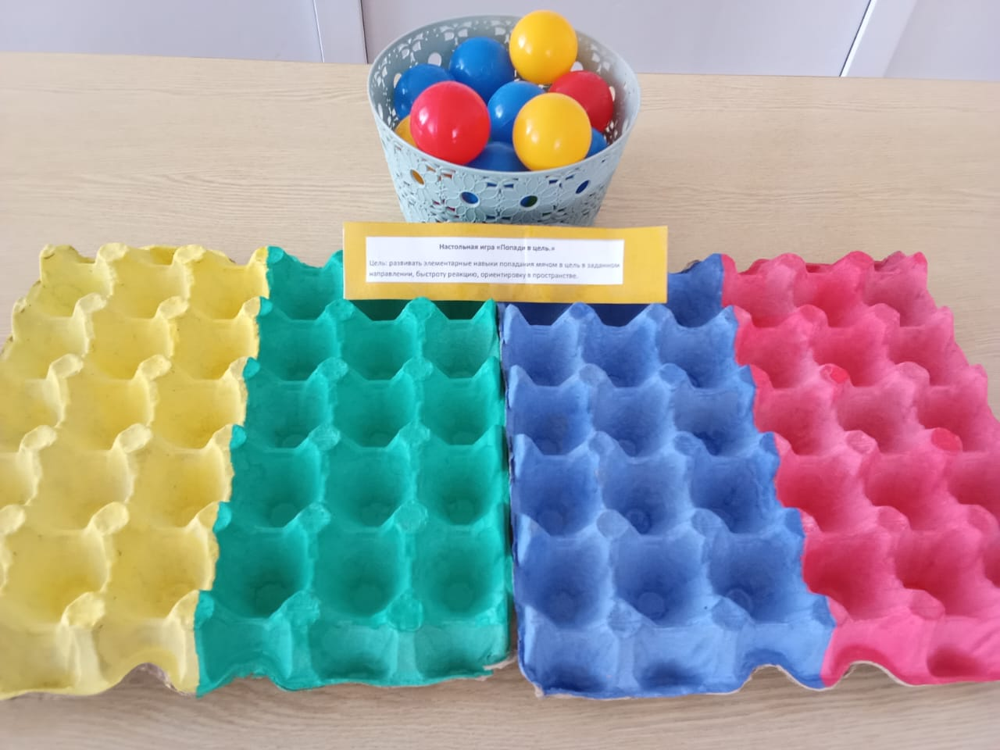 Настольная игра «Попади в цель.»
Цель: развивать элементарные навыки попадания мячом в цель в заданном
направлении, быстроту реакцию, ориентировку в пространстве.